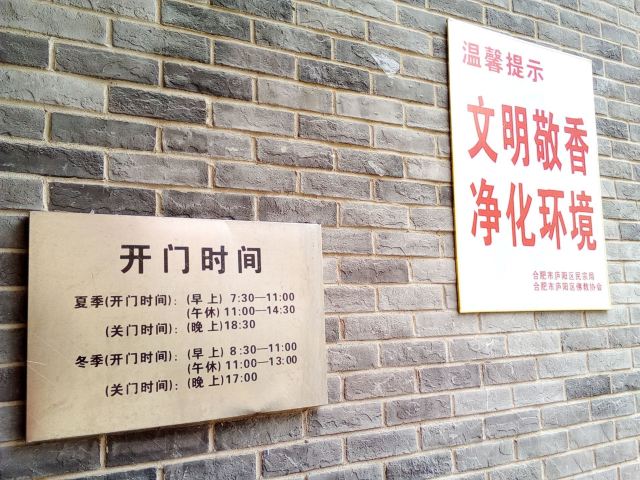 开门时间
夏季(开门时间): (早 上) 7:30—11:00
(午休) 11:00—14:30
(关门时间): (晚 上) 18:30
冬季(开门时间): (早 上) 8:30—11:00
(午休) 11:00—13:00
(关门时间): (晚 上) 17:00
温馨提示
文明敬香
净化环境
合肥市庐阳区民宗局
合肥市庐阳区佛教协会